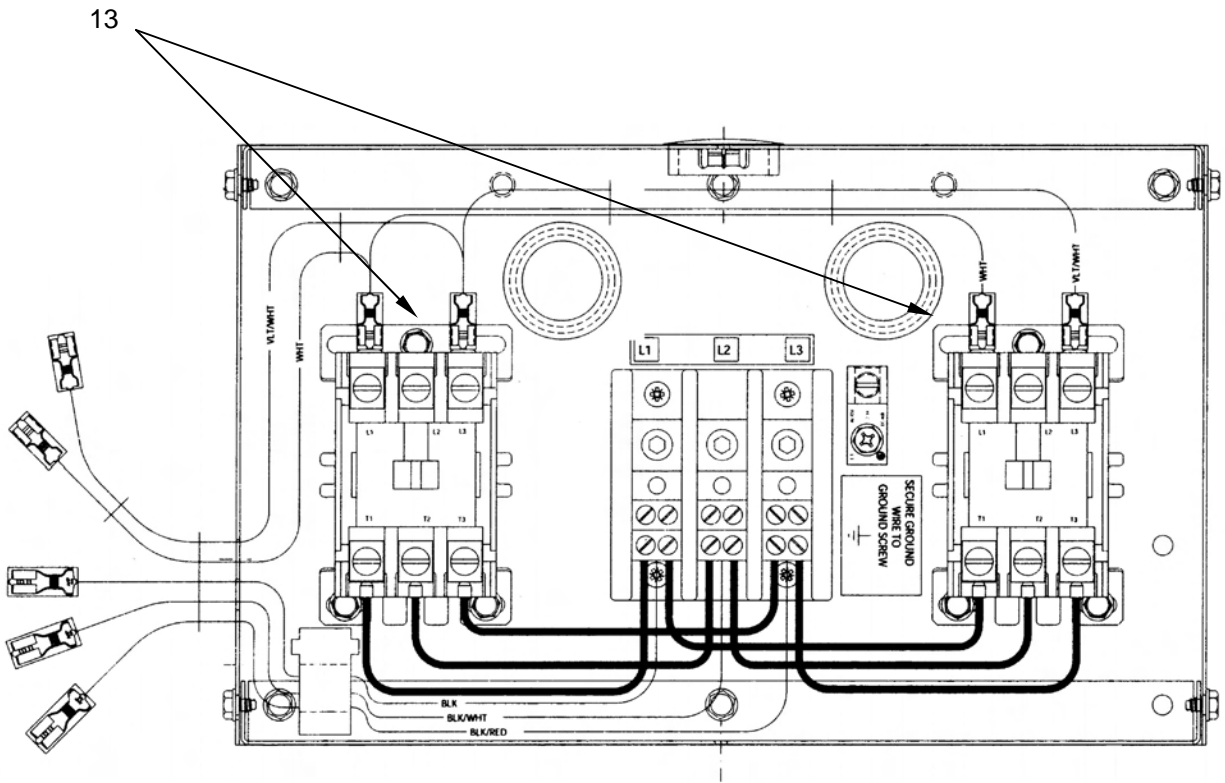 13
VLT/WHT
WHT
WHT
VLT/WHT
L1 L2 L3
L1 L2 L3
L1 L2 L3
T1 T2 T3
T1 T2 T3
SECURE GROUND
WIRE TO
GROUND SCREW
BLK
BLK/WHT
BLK/RED